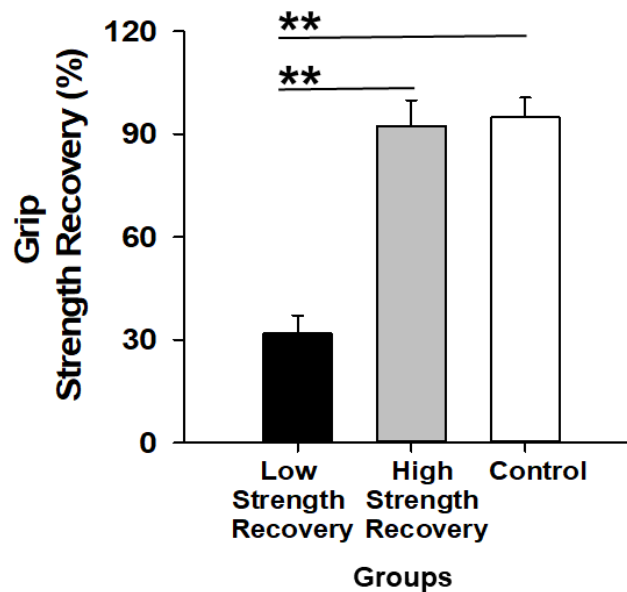 Grip
Strength Recovery (%)
120
90
60
30
0
**
**
Low
Strength
Recovery
High
Strength
Recovery
Control
Groups